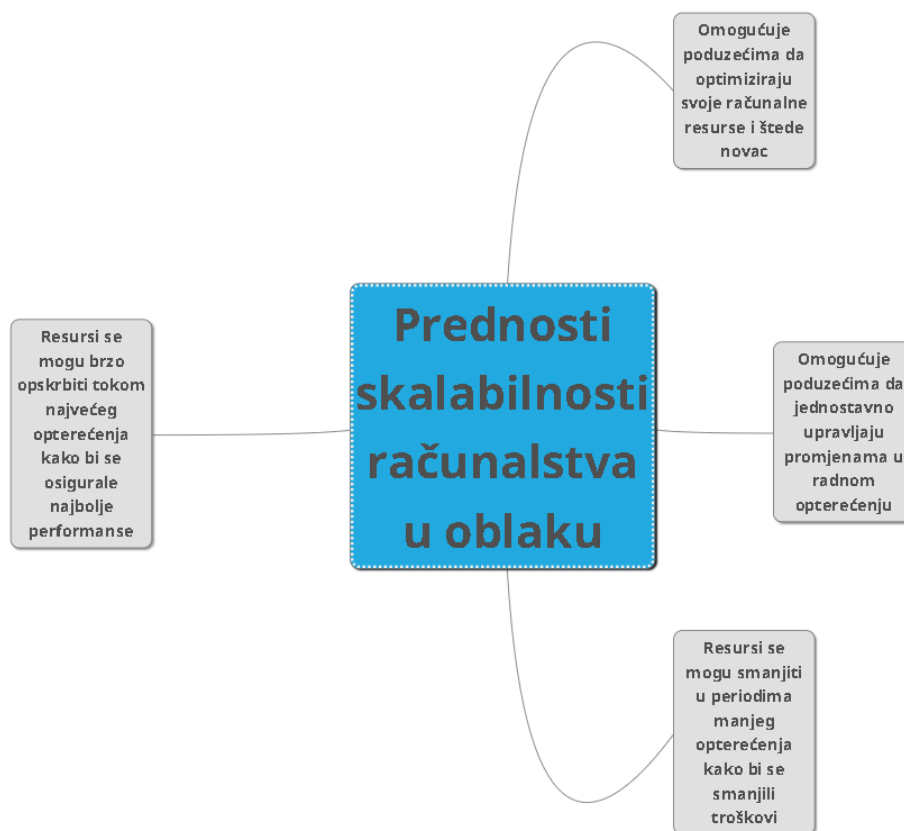 Omogućuje
poduzećima da
optimiziraju
svoje računalne
resurse i štede
novac
Prednosti
skalabilnosti
računalstva
u oblaku
Resursi se
mogu brzo
opskrbiti tokom
najvećeg
opterećenja
kako bi se
osigurale
najbolje
performanse
Omogućuje
poduzećima da
jednostavno
upravljaju
promjenama u
radnom
opterećenju
Resursi se
mogu smanjiti
u periodima
manjeg
opterećenja
kako bi se
smanjili
troškovi